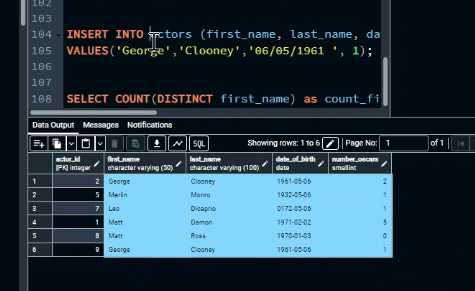 102
103
104 INSERT INTO actors (first_name, last_name, da
105 VALUES('George','Clooney','06/05/1961 ', 1);
106
107
108 SELECT COUNT(DISTINCT first_name) as count_fi
Data Output Messages Notifications
SQL Showing rows: 1 to 6 Page No: 1 of 1
actor_id first_name last_name date_of_birth number_oscars
[PK] integer character varying (50) character varying (100) date smallint
1 2 George Clooney 1961-05-06 2
2 5 Merlin Monro 1932-05-06 1
3 7 Leo Dicaprio 0172-05-06 1
4 1 Matt Damon 1971-02-02 5
5 8 Matt Ross 1970-01-03 0
6 9 George Clooney 1961-05-06 1